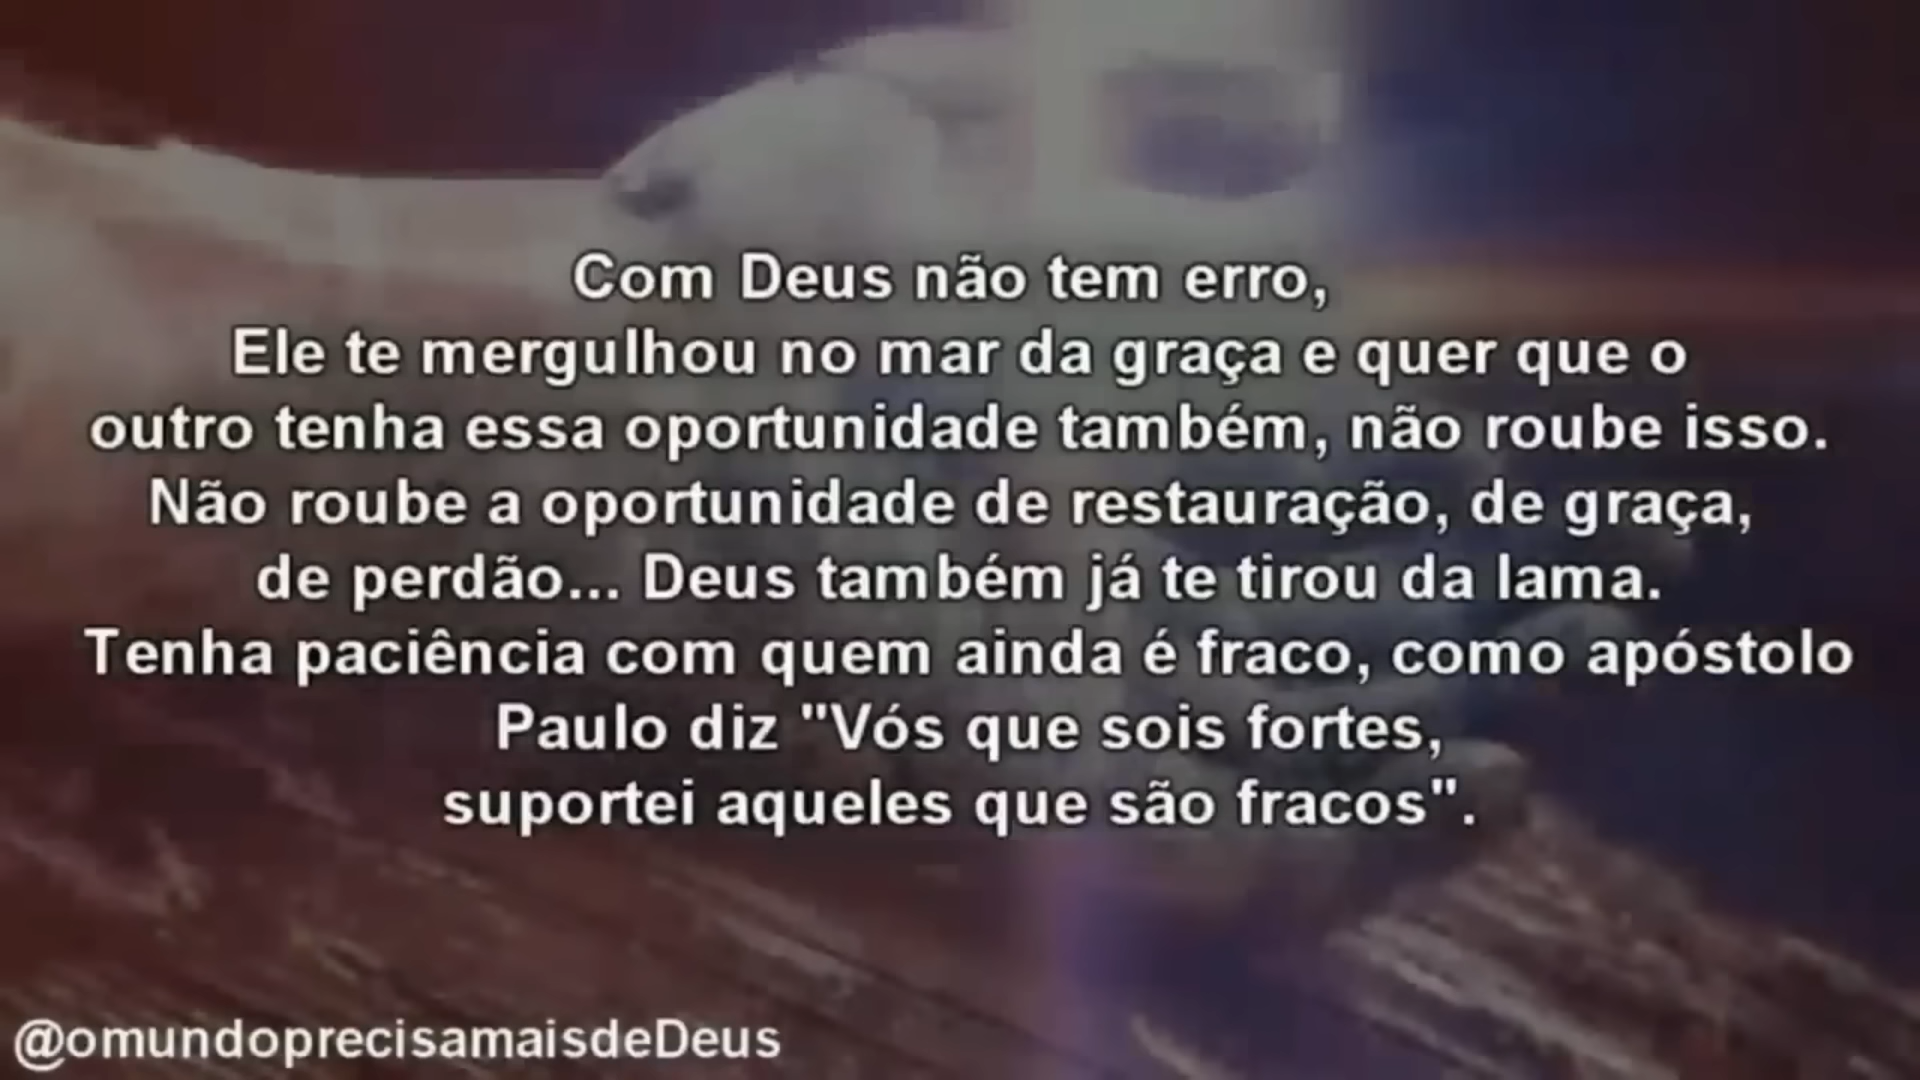 Com Deus não tem erro,
Ele te mergulhou no mar da graça e quer que o
outro tenha essa oportunidade também, não roube isso.
Não roube a oportunidade de restauração, de graça,
de perdão... Deus também já te tirou da lama.
Tenha paciência com quem ainda é fraco, como apóstolo
Paulo diz "Vós que sois fortes,
suportei aqueles que são fracos".
@omundoprecisamaisdeDeus